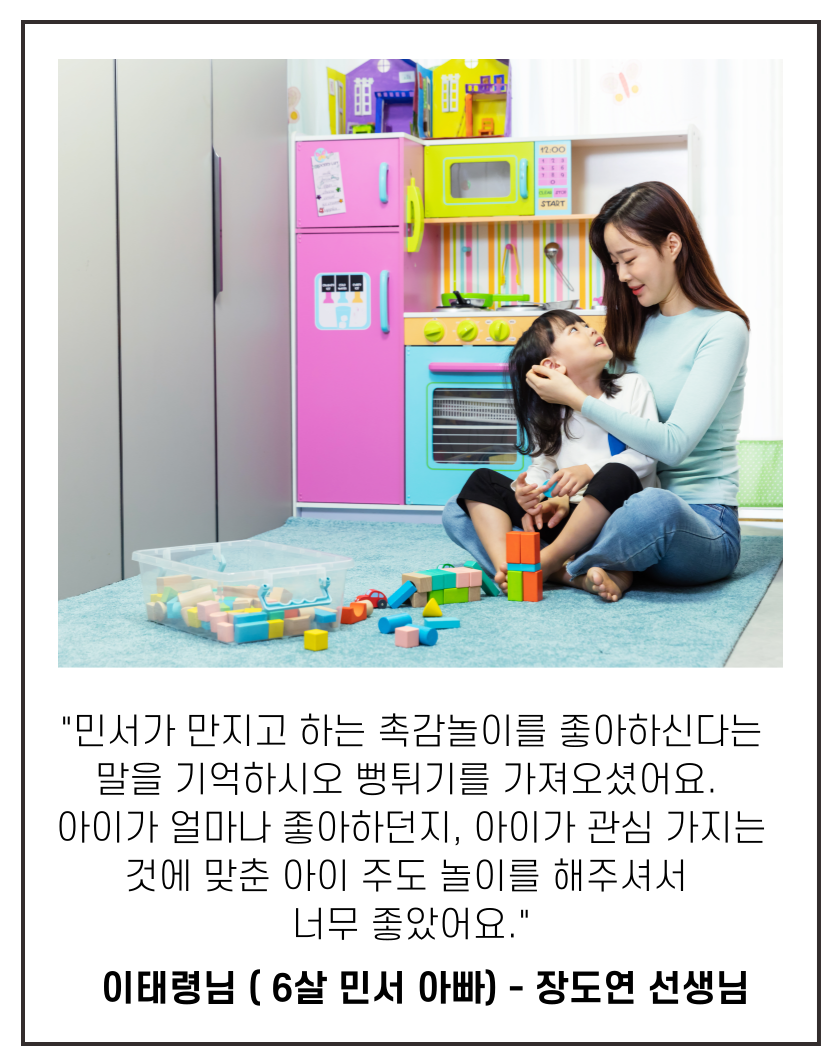 12:00
START
"민서가 만지고 하는 촉감놀이를 좋아하신다는
말을 기억하시오 뻥튀기를 가져오셨어요.
아이가 얼마나 좋아하던지, 아이가 관심 가지는
것에 맞춘 아이 주도 놀이를 해주셔서
너무 좋았어요."
이태령님 ( 6살 민서 아빠) - 장도연 선생님